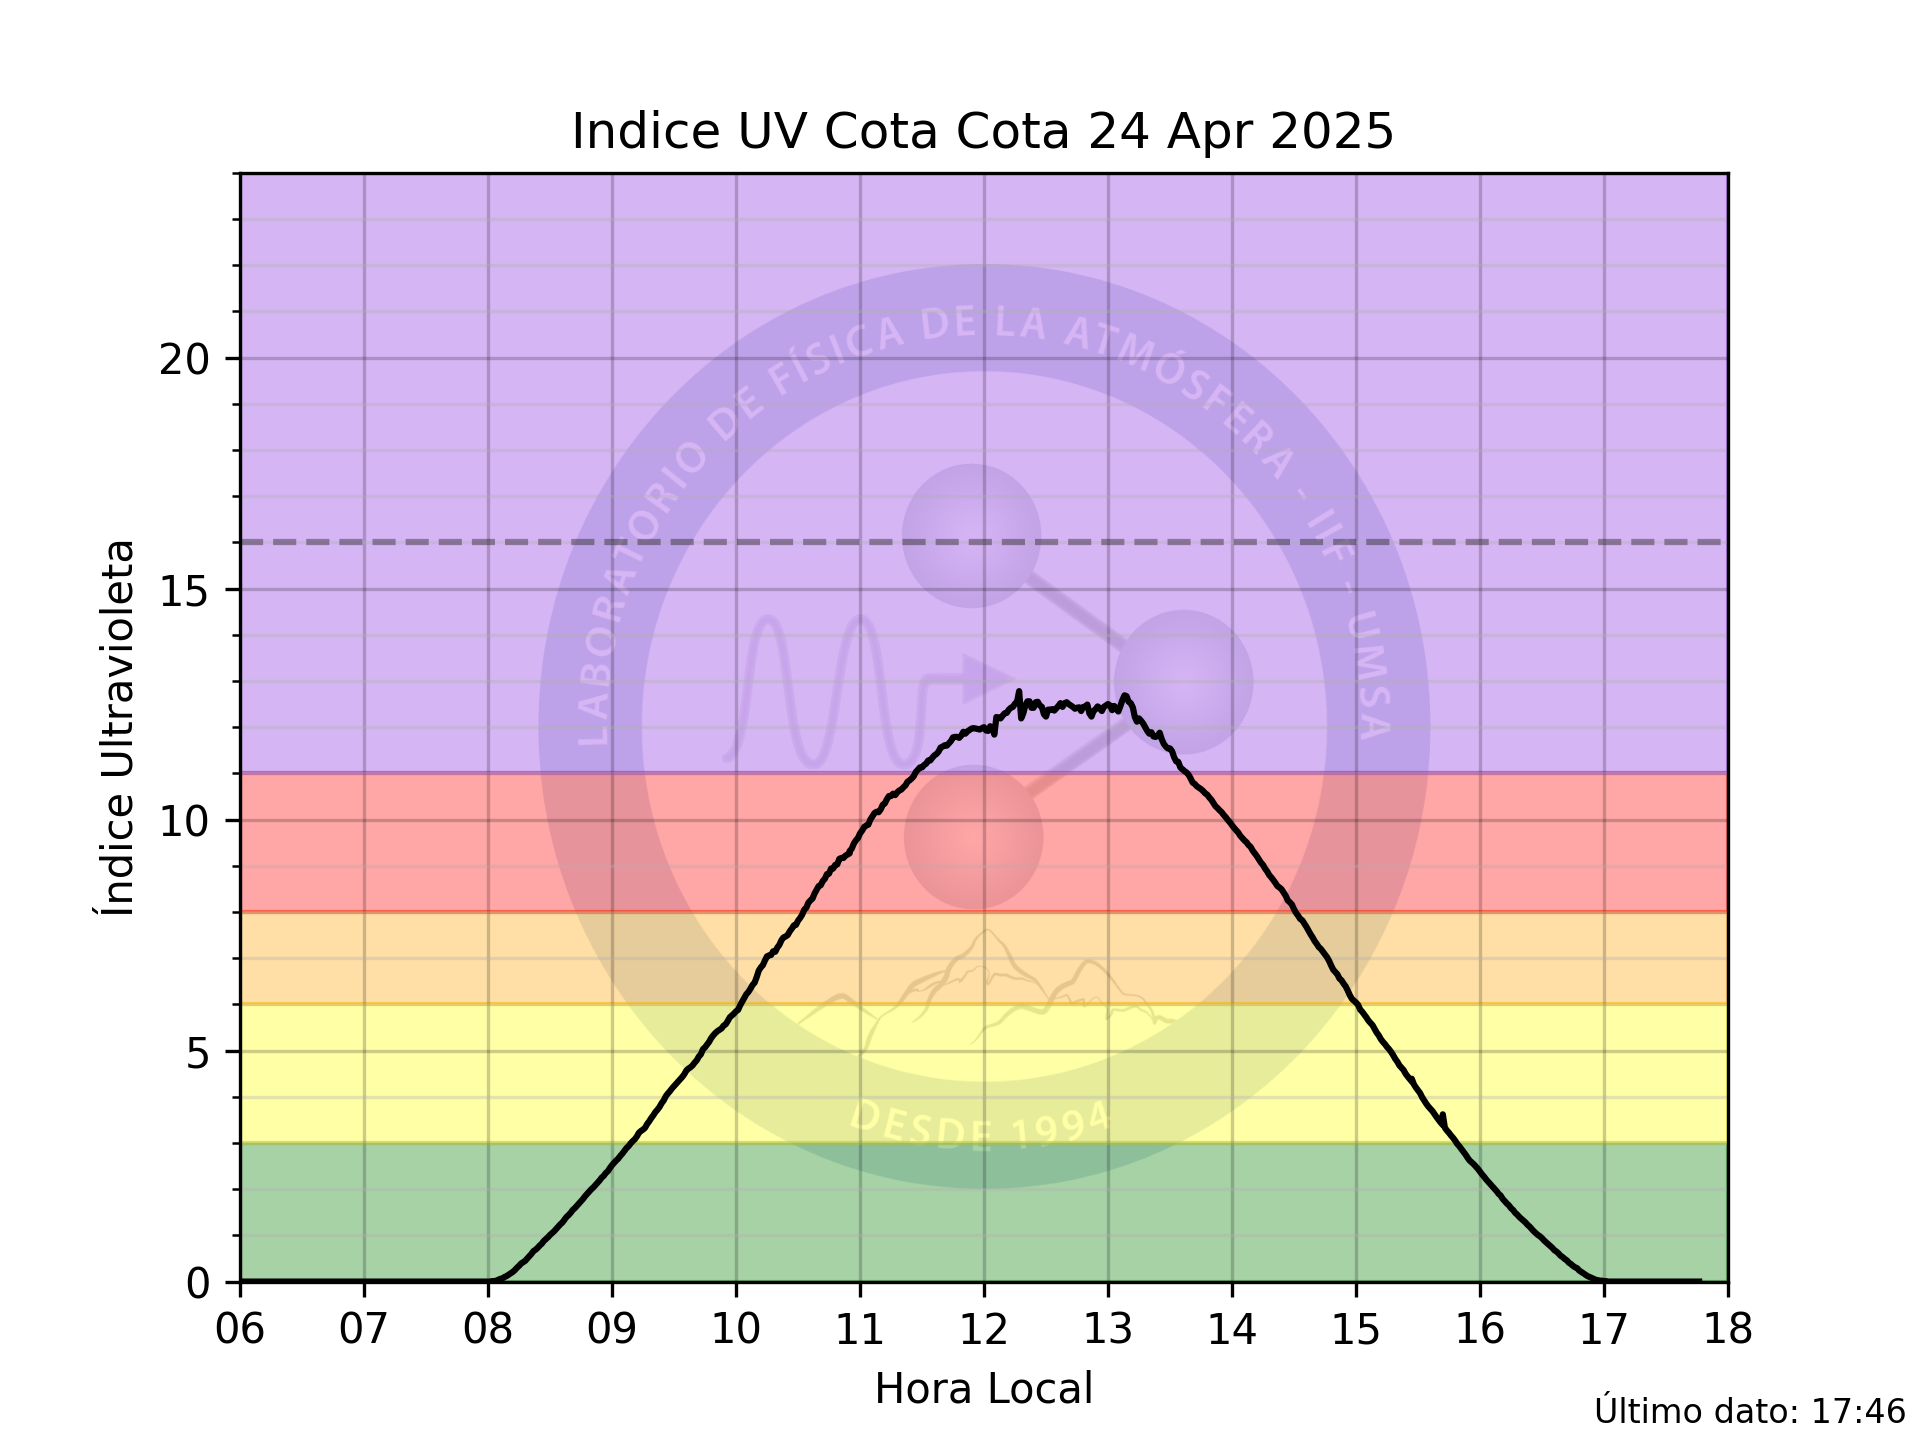 Indice UV Cota Cota 24 Apr 2025
Índice Ultravioleta
20
15
10
5
0
LABORATORIO DE FÍSICA DE LA ATMÓSFERA - IIF - UMSA
DESDE 1994
06 07 08 09 10 11 12 13 14 15 16 17 18
Hora Local
Último dato: 17:46